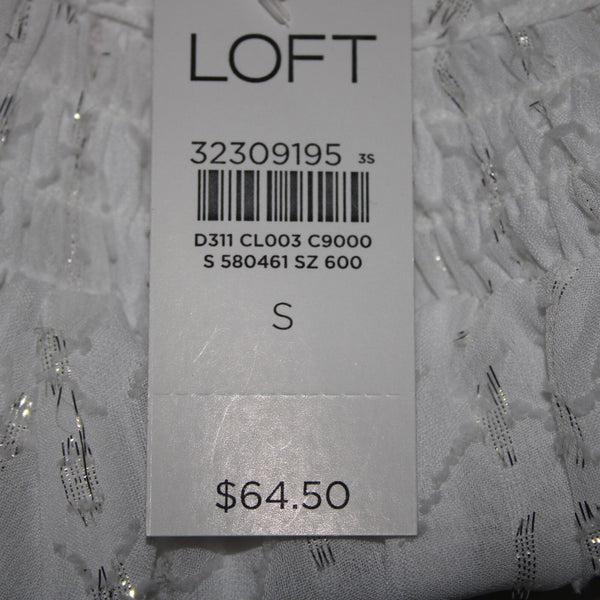 LOFT
32309195 3S
D311 CL003 C9000
S 580461 SZ 600
S
$64.50